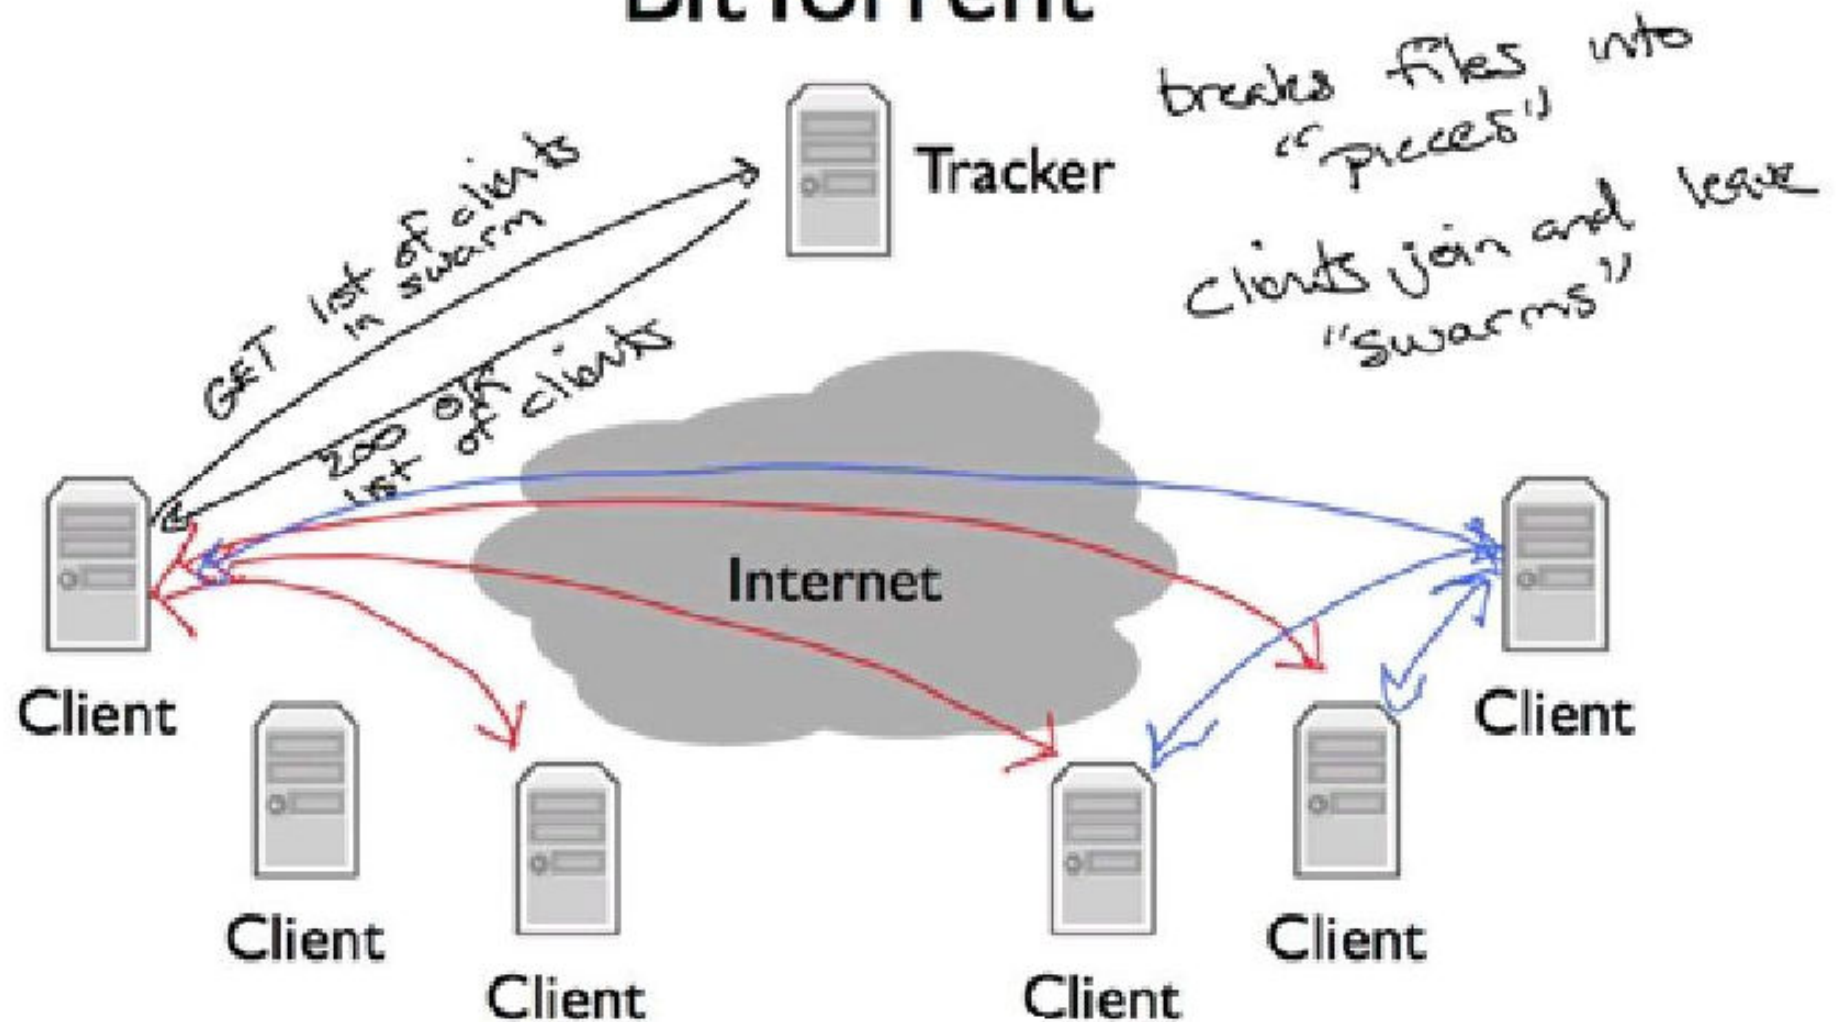 BitTorrent
breaks files into
"pieces"
Tracker
Clients join and leave
"swarms"
GET list of clients
in swarm
200 OK
list of clients
Internet
Client
Client
Client
Client
Client
Client